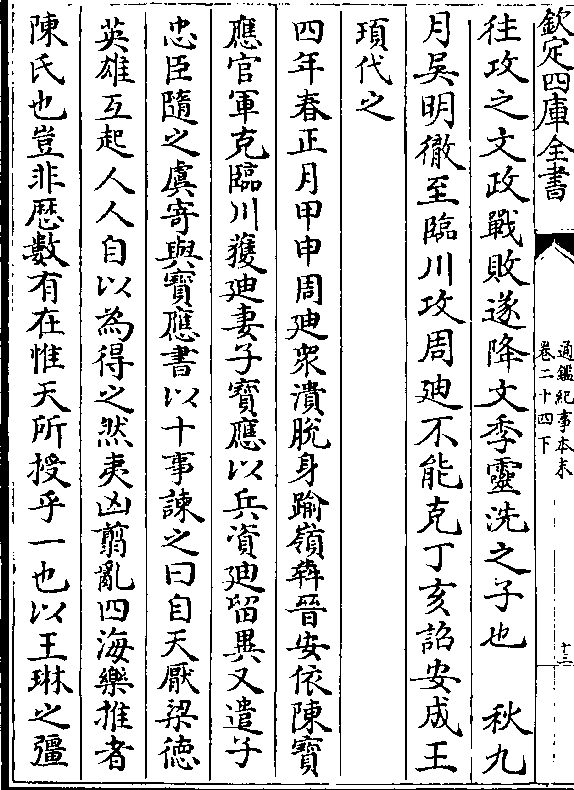 欽定四庫全書
通鑑紀事本末
卷二十四下
十三
往攻之文政戰敗遂降文季靈洗之子也　秋九
月吳明徹至臨川攻周廸不能克丁亥詔安成王
頊代之
四年春正月甲申周廸衆潰脫身踰嶺犇晉安依陳寶
應官軍克臨川獲廸妻子寶應以兵資廸留異又遣子
忠臣隨之虞寄與寶應書以十事諫之曰自天厭梁德
英雄互起人人自以為得之然夷凶翦亂四海樂推者
陳氏也豈非厯數有在惟天所授乎一也以王琳之彊